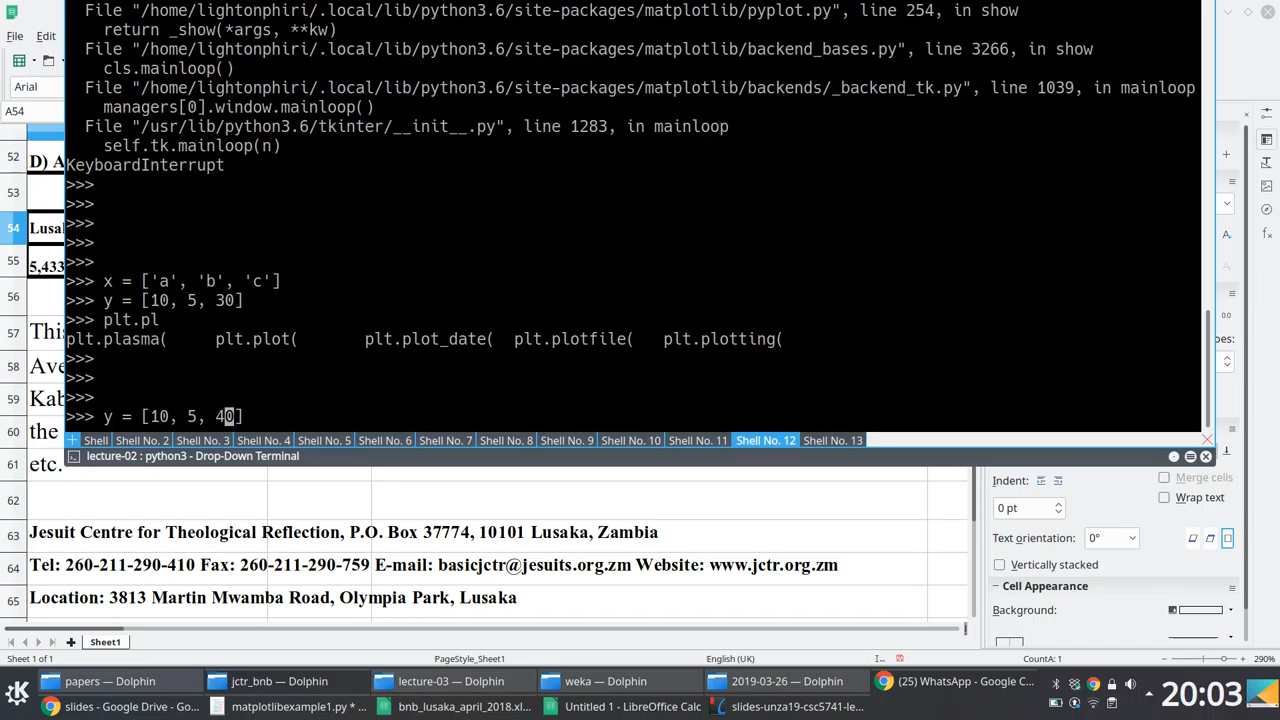 File "/home/lightonphiri/.local/lib/python3.6/site-packages/matplotlib/pyplot.py", line 254, in show
return _show(*args, **kw)
File "/home/lightonphiri/.local/lib/python3.6/site-packages/matplotlib/backend_bases.py", line 3266, in show
cls.mainloop()
File "/home/lightonphiri/.local/lib/python3.6/site-packages/matplotlib/backends/_backend_tk.py", line 1039, in mainloop
managers[0].window.mainloop()
File "/usr/lib/python3.6/tkinter/__init__.py", line 1283, in mainloop
self.tk.mainloop(n)
KeyboardInterrupt
>>>
>>>
>>>
>>>
>>>
>>> x = ['a', 'b', 'c']
>>> y = [10, 5, 30]
>>> plt.pl
plt.plasma( plt.plot( plt.plot_date( plt.plotfile( plt.plotting(
>>>
>>>
>>>
>>> y = [10, 5, 40]
Shell Shell No. 2 Shell No. 3 Shell No. 4 Shell No. 5 Shell No. 6 Shell No. 7 Shell No. 8 Shell No. 9 Shell No. 10 Shell No. 11 Shell No. 12 Shell No. 13
lecture-02 : python3 - Drop-Down Terminal
File Edit
Arial
A54
52 D) A
53
54 Lusa
55 5,433
56
57 This
58 Ave
59 Kab
60 the
61 etc.
62
63 Jesuit Centre for Theological Reflection, P.O. Box 37774, 10101 Lusaka, Zambia
64 Tel: 260-211-290-410 Fax: 260-211-290-759 E-mail: basicjctr@jesuits.org.zm Website: www.jctr.org.zm
65 Location: 3813 Martin Mwamba Road, Olympia Park, Lusaka
0.0
pes:
Indent: Merge cells
0 pt Wrap text
Text orientation: 0°
Vertically stacked
Cell Appearance
Background:
Sheet1
Sheet 1 of 1 PageStyle_Sheet1 English (UK) CountA: 1 290%
papers — Dolphin jctr_bnb — Dolphin lecture-03 — Dolphin weka — Dolphin 2019-03-26 — Dolphin (25) WhatsApp - Google C...
slides - Google Drive - Go... matplotlibexample1.py * ... bnb_lusaka_april_2018.xl... Untitled 1 - LibreOffice Calc slides-unza19-csc5741-le...
20:03